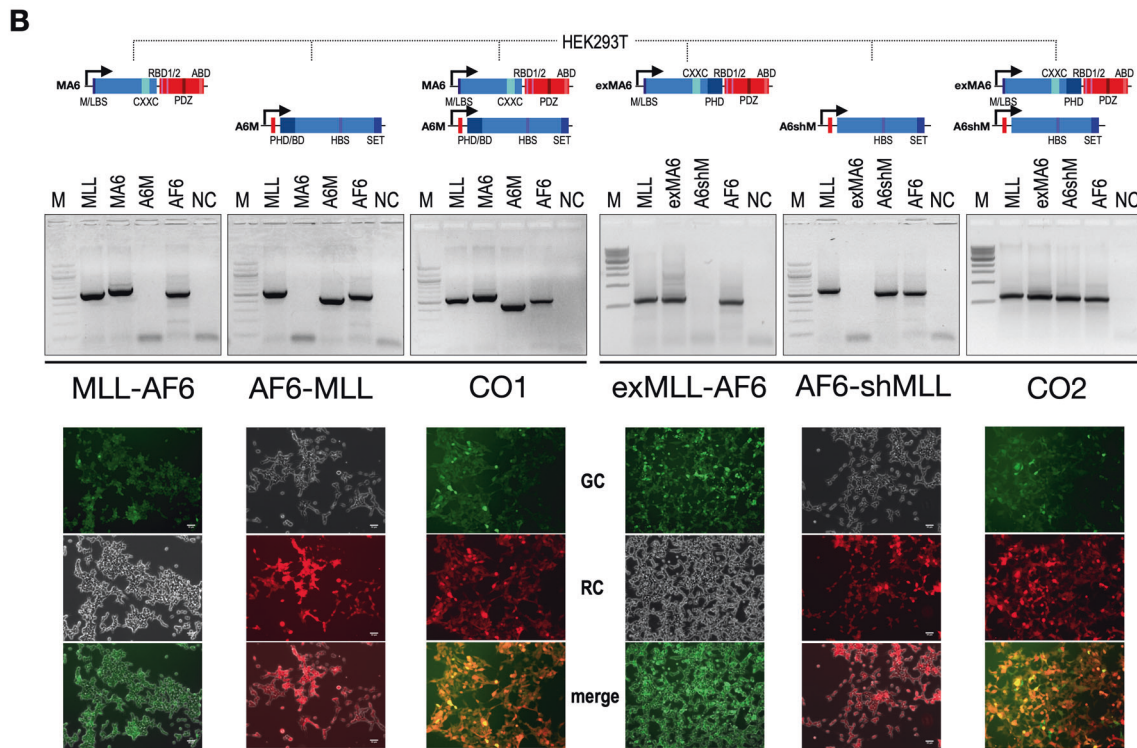 B
HEK293T
MA6 RBD1/2 ABD MA6 RBD1/2 ABD exMA6 CXXC RBD1/2 ABD exMA6 CXXC RBD1/2 ABD
M/LBS CXXC PDZ M/LBS CXXC PDZ M/LBS PHD PDZ M/LBS PHD PDZ
A6M A6M A6shM A6shM
PHD/BD HBS SET PHD/BD HBS SET HBS SET HBS SET
M MLL MA6 A6M AF6 NC M MLL MA6 A6M AF6 NC M MLL MA6 A6M AF6 NC M MLL exMA6 A6shM AF6 NC M MLL exMA6 A6shM AF6 NC M MLL exMA6 A6shM AF6 NC
MLL-AF6 AF6-MLL CO1 exMLL-AF6 AF6-shMLL CO2
GC
RC
merge